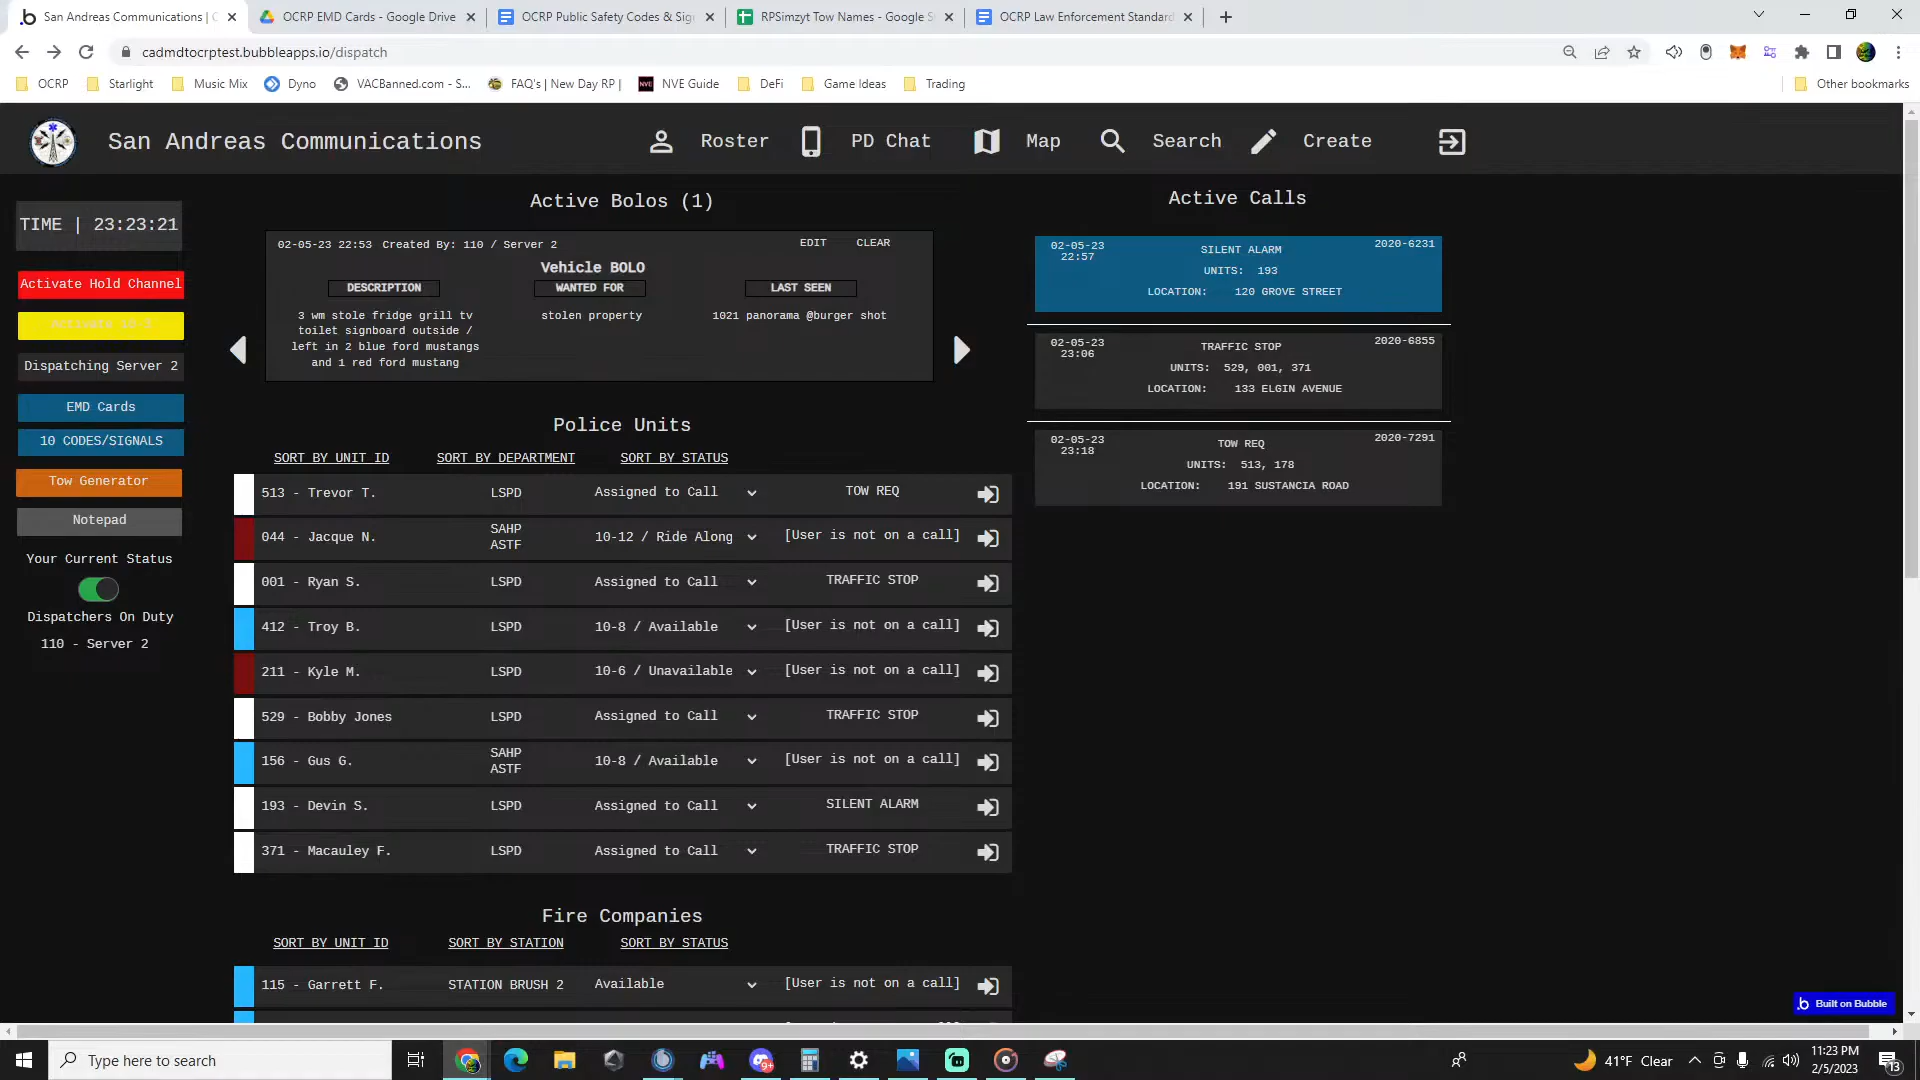 San Andreas Communications | C
OCRP EMD Cards - Google Drive
OCRP Public Safety Codes & Sig
RPSimzyt Tow Names - Google S
OCRP Law Enforcement Standard
cadmdtocrptest.bubbleapps.io/dispatch
OCRP
Starlight
Music Mix
Dyno
VACBanned.com - S...
FAQ's | New Day RP |
NVE Guide
DeFi
Game Ideas
Trading
Other bookmarks
San Andreas Communications
Roster
PD Chat
Map
Search
Create
TIME | 23:23:21
Activate Hold Channel
Activate 10-3
Dispatching Server 2
EMD Cards
10 CODES/SIGNALS
Tow Generator
Notepad
Your Current Status
Dispatchers On Duty
110 - Server 2
Active Bolos (1)
02-05-23 22:53 Created By: 110 / Server 2
EDIT
CLEAR
Vehicle BOLO
DESCRIPTION
WANTED FOR
LAST SEEN
3 wm stole fridge grill tv
toilet signboard outside /
left in 2 blue ford mustangs
and 1 red ford mustang
stolen property
1021 panorama @burger shot
Police Units
SORT BY UNIT ID
SORT BY DEPARTMENT
SORT BY STATUS
513 - Trevor T. LSPD Assigned to Call TOW REQ
044 - Jacque N. SAHP ASTF 10-12 / Ride Along [User is not on a call]
001 - Ryan S. LSPD Assigned to Call TRAFFIC STOP
412 - Troy B. LSPD 10-8 / Available [User is not on a call]
211 - Kyle M. LSPD 10-6 / Unavailable [User is not on a call]
529 - Bobby Jones LSPD Assigned to Call TRAFFIC STOP
156 - Gus G. SAHP ASTF 10-8 / Available [User is not on a call]
193 - Devin S. LSPD Assigned to Call SILENT ALARM
371 - Macauley F. LSPD Assigned to Call TRAFFIC STOP
Fire Companies
SORT BY UNIT ID
SORT BY STATION
SORT BY STATUS
115 - Garrett F. STATION BRUSH 2 Available [User is not on a call]
Active Calls
02-05-23
22:57
SILENT ALARM
2020-6231
UNITS: 193
LOCATION: 120 GROVE STREET
02-05-23
23:06
TRAFFIC STOP
2020-6855
UNITS: 529, 001, 371
LOCATION: 133 ELGIN AVENUE
02-05-23
23:18
TOW REQ
2020-7291
UNITS: 513, 178
LOCATION: 191 SUSTANCIA ROAD
Built on Bubble
Type here to search
9+
41°F Clear
11:23 PM
2/5/2023
13